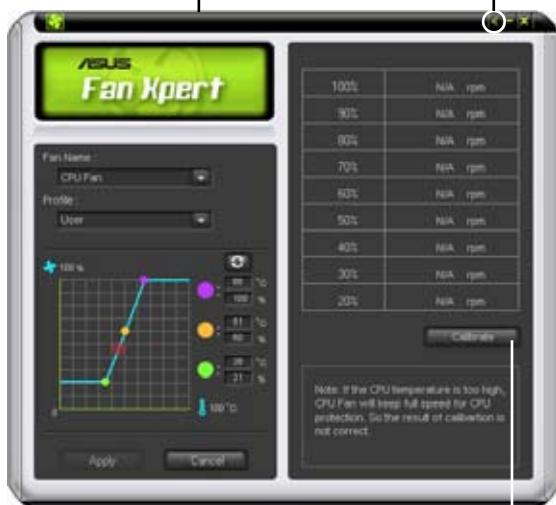 ASUS
Fan Xpert
Fan Name :
CPU Fan
Profile :
User
100 %
°C
100 %
°C
%
°C
%
0
100 °C
Apply
Cancel
100% N/A rpm
90% N/A rpm
80% N/A rpm
70% N/A rpm
60% N/A rpm
50% N/A rpm
40% N/A rpm
30% N/A rpm
20% N/A rpm
Calibrate
Note: If the CPU temperature is too high,
CPU Fan will keep full speed for CPU
protection. So the result of calibartion is
not correct.